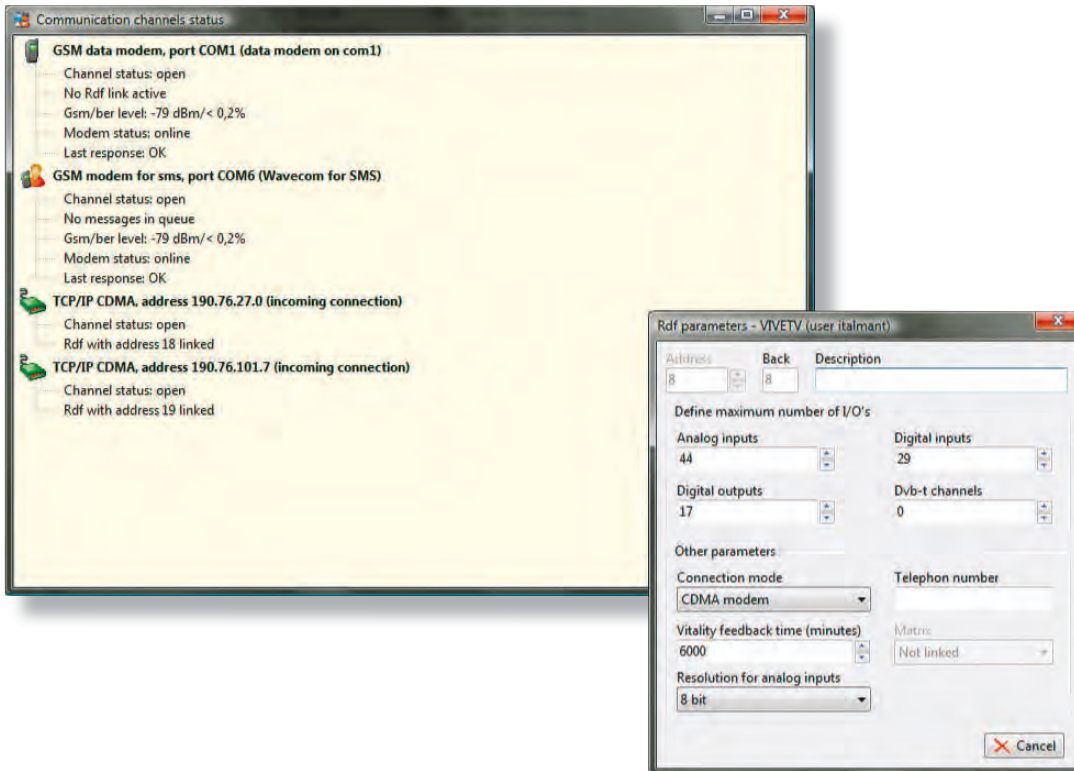 Communication channels status
GSM data modem, port COM1 (data modem on com1)
Channel status: open
No Rdf link active
Gsm/ber level: -79 dBm/< 0,2%
Modem status: online
Last response: OK
GSM modem for sms, port COM6 (Wavecom for SMS)
Channel status: open
No messages in queue
Gsm/ber level: -79 dBm/< 0,2%
Modem status: online
Last response: OK
TCP/IP CDMA, address 190.76.27.0 (incoming connection)
Channel status: open
Rdf with address 18 linked
TCP/IP CDMA, address 190.76.101.7 (incoming connection)
Channel status: open
Rdf with address 19 linked
Rdf parameters - VIVETV (user italmant)
Address Back Description
8 8
Define maximum number of I/O's
Analog inputs Digital inputs
44 29
Digital outputs Dvb-t channels
17 0
Other parameters
Connection mode Telephon number
CDMA modem
Vitality feedback time (minutes) Matrix
6000 Not linked
Resolution for analog inputs
8 bit
Cancel